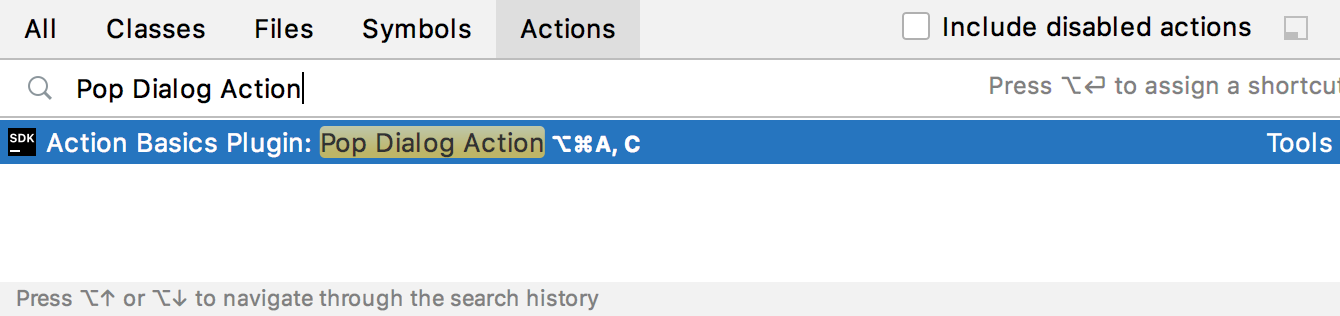 All Classes Files Symbols Actions Include disabled actions
Pop Dialog Action Press ⌥⏎ to assign a shortcut
SDK Action Basics Plugin: Pop Dialog Action ⌥⌘A, C Tools
Press ⌥↑ or ⌥↓ to navigate through the search history